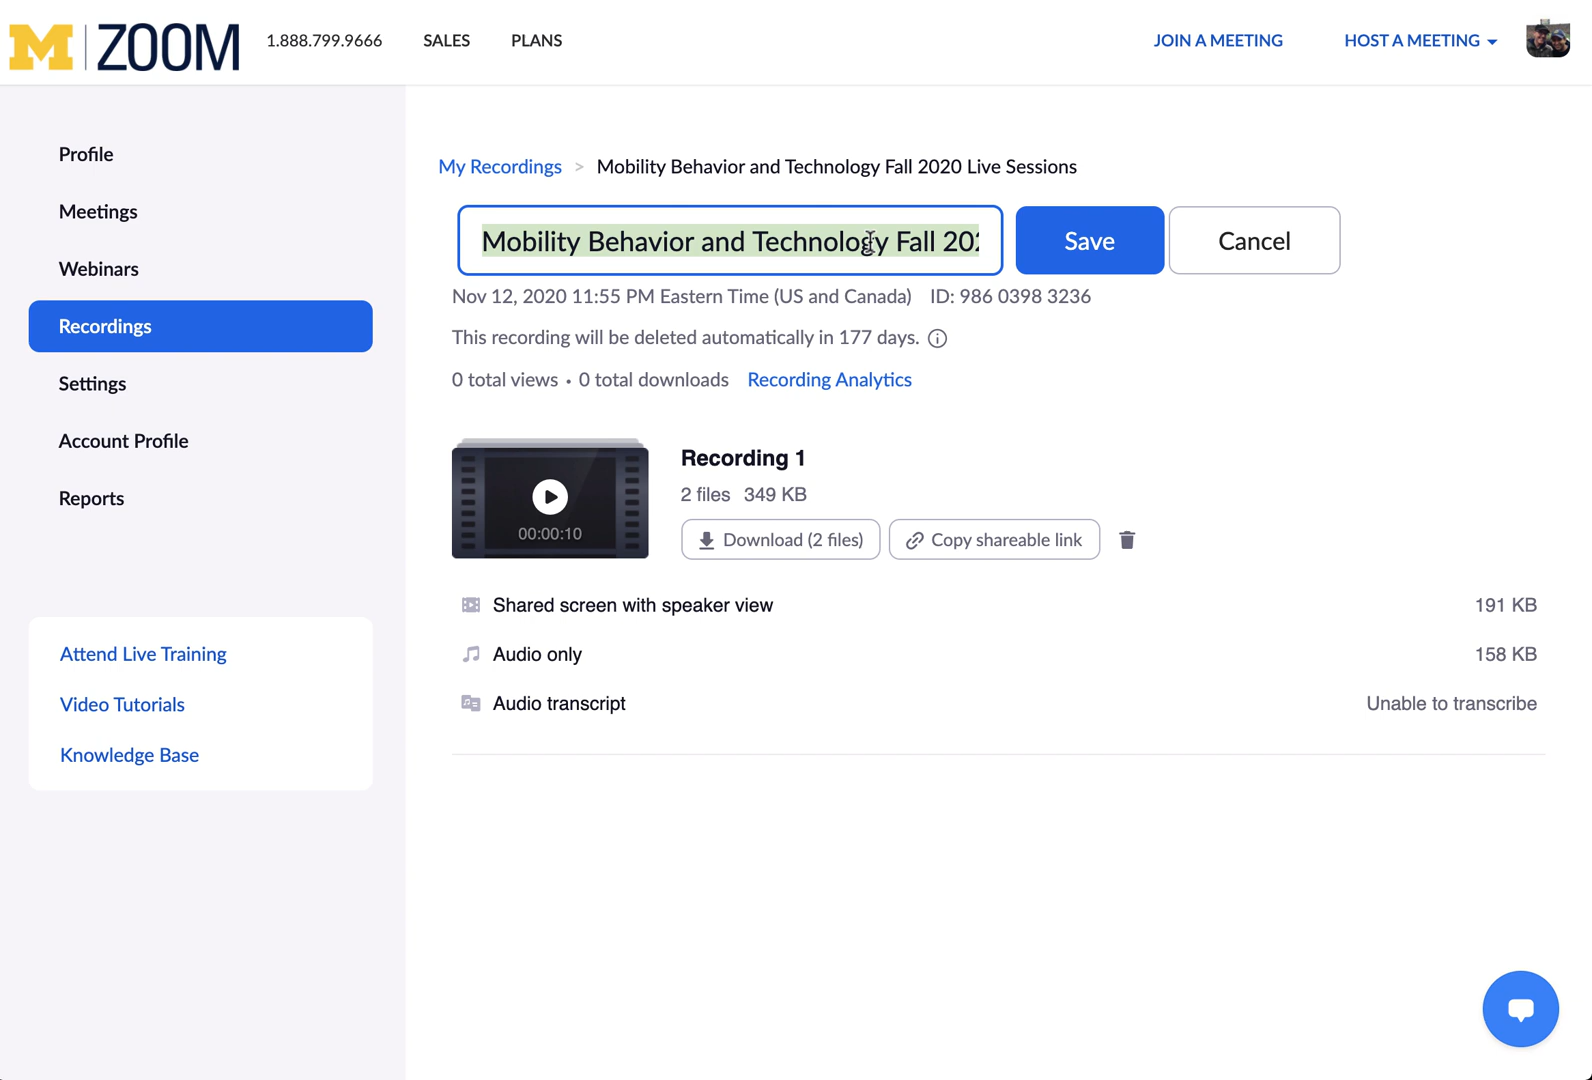 M | ZOOM
1.888.799.9666
SALES
PLANS
JOIN A MEETING
HOST A MEETING
Profile
Meetings
Webinars
Recordings
Settings
Account Profile
Reports
Attend Live Training
Video Tutorials
Knowledge Base
My Recordings > Mobility Behavior and Technology Fall 2020 Live Sessions
Mobility Behavior and Technology Fall 202
Save
Cancel
Nov 12, 2020 11:55 PM Eastern Time (US and Canada) ID: 986 0398 3236
This recording will be deleted automatically in 177 days.
0 total views • 0 total downloads Recording Analytics
00:00:10
Recording 1
2 files 349 KB
Download (2 files)
Copy shareable link
Shared screen with speaker view 191 KB
Audio only 158 KB
Audio transcript Unable to transcribe